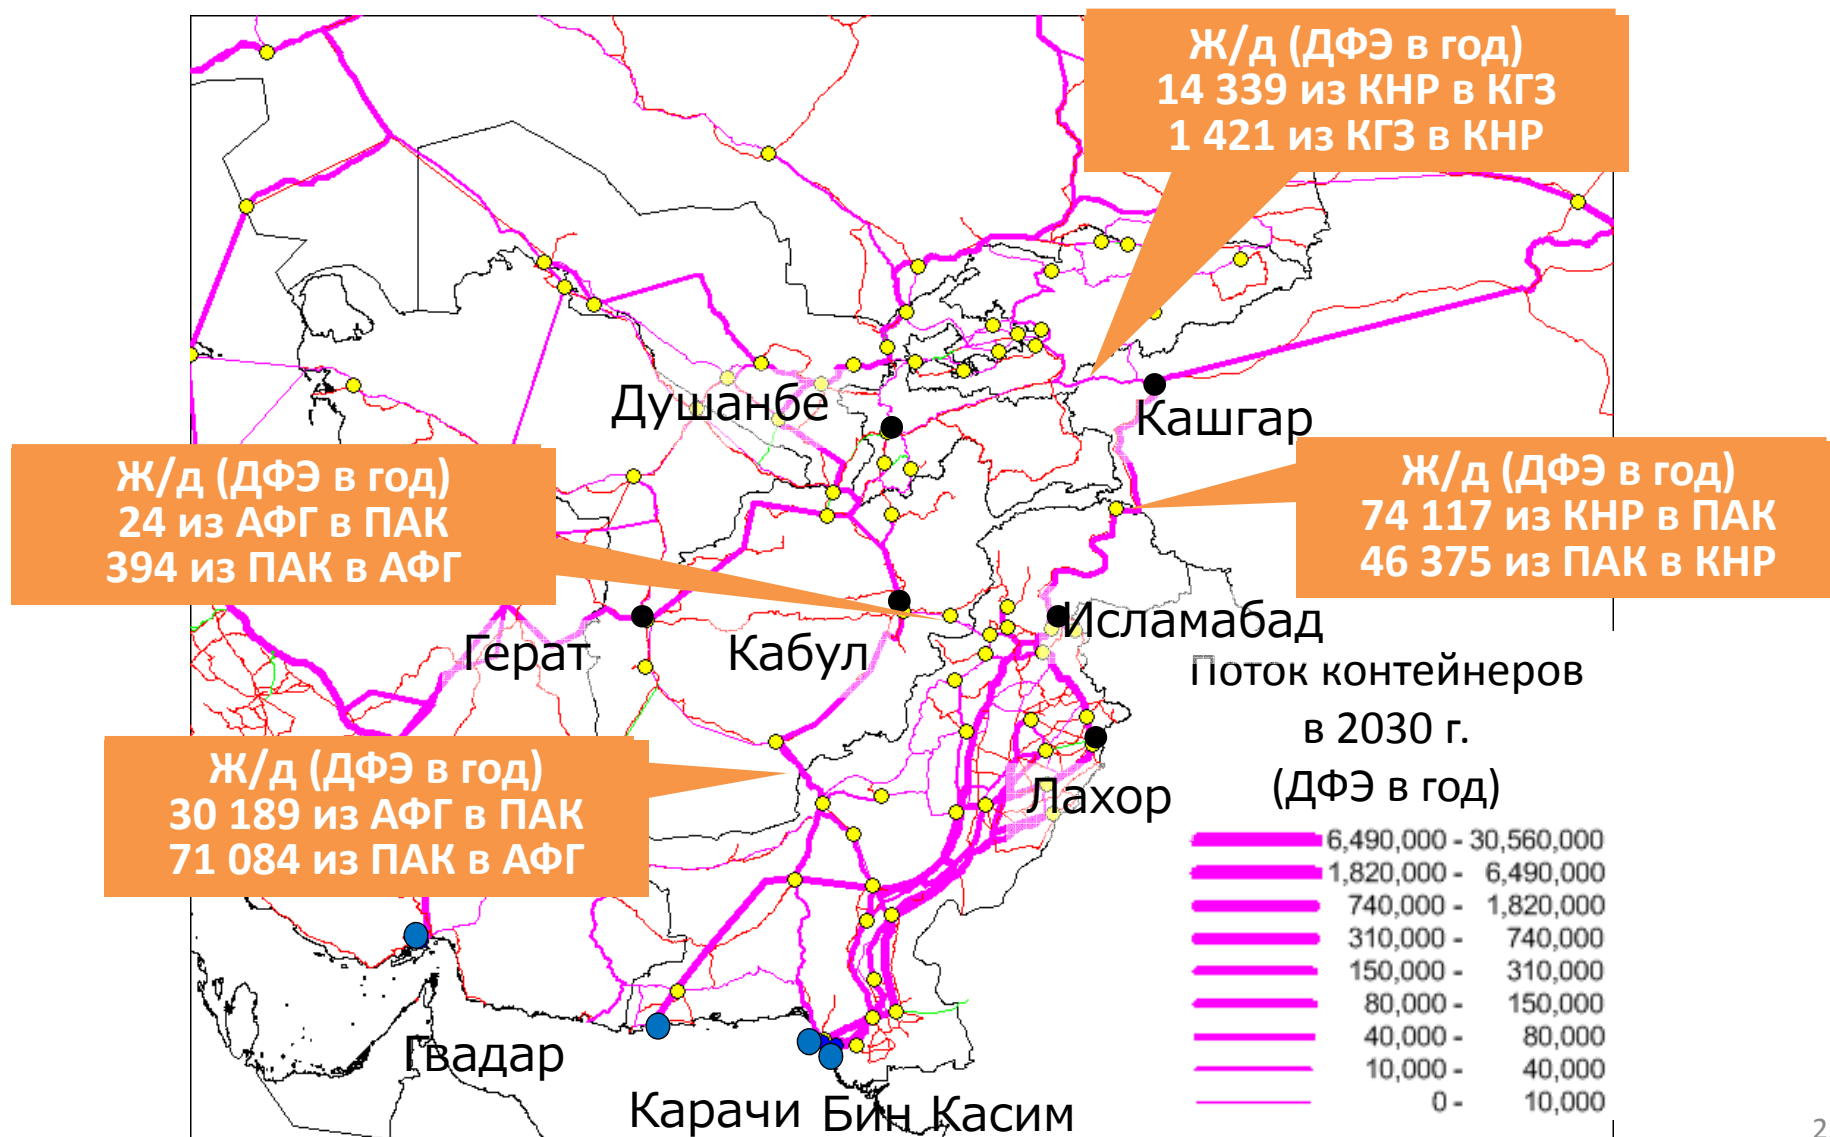 Ж/д (ДФЭ в год)
14 339 из КНР в КГЗ
1 421 из КГЗ в КНР
Душанбе
Кашгар
Ж/д (ДФЭ в год)
24 из АФГ в ПАК
394 из ПАК в АФГ
Ж/д (ДФЭ в год)
74 117 из КНР в ПАК
46 375 из ПАК в КНР
Герат
Кабул
Исламабад
Поток контейнеров
в 2030 г.
(ДФЭ в год)
Ж/д (ДФЭ в год)
30 189 из АФГ в ПАК
71 084 из ПАК в АФГ
Лахор
6,490,000 - 30,560,000
1,820,000 - 6,490,000
740,000 - 1,820,000
310,000 - 740,000
150,000 - 310,000
80,000 - 150,000
40,000 - 80,000
10,000 - 40,000
0 - 10,000
Гвадар
Карачи
Бин Касим
2